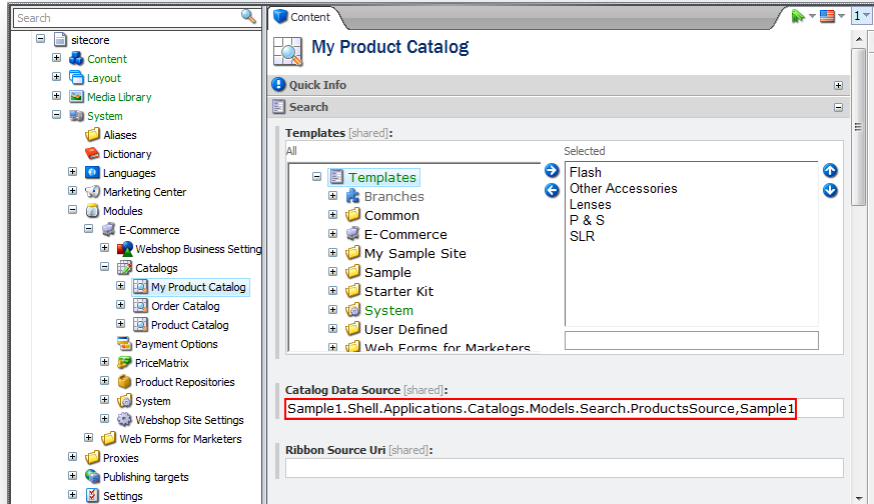 Search
sitecore
Content
Layout
Media Library
System
Aliases
Dictionary
Languages
Marketing Center
Modules
E-Commerce
Webshop Business Setting
Catalogs
My Product Catalog
Order Catalog
Product Catalog
Payment Options
PriceMatrix
Product Repositories
System
Webshop Site Settings
Web Forms for Marketers
Proxies
Publishing targets
Settings
Content
1
My Product Catalog
Quick Info
Search
Templates [shared]:
All
Templates
Branches
Common
E-Commerce
My Sample Site
Sample
Starter Kit
System
User Defined
Web Forms for Marketers
Selected
Flash
Other Accessories
Lenses
P & S
SLR
Catalog Data Source [shared]:
Sample1.Shell.Applications.Catalogs.Models.Search.ProductsSource,Sample1
Ribbon Source Uri [shared]: